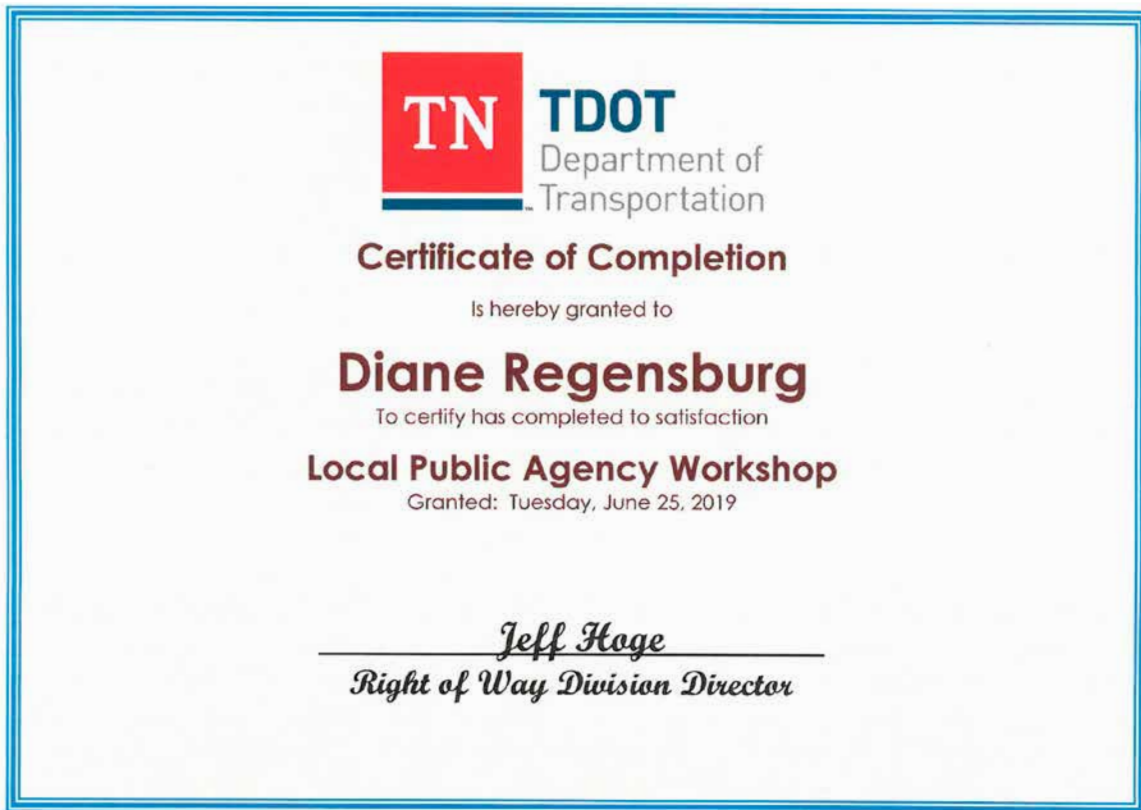 TN
TDOT
Department of
Transportation
Certificate of Completion
Is hereby granted to
Diane Regensburg
To certify has completed to satisfaction
Local Public Agency Workshop
Granted: Tuesday, June 25, 2019
Jeff Hoge
Right of Way Division Director